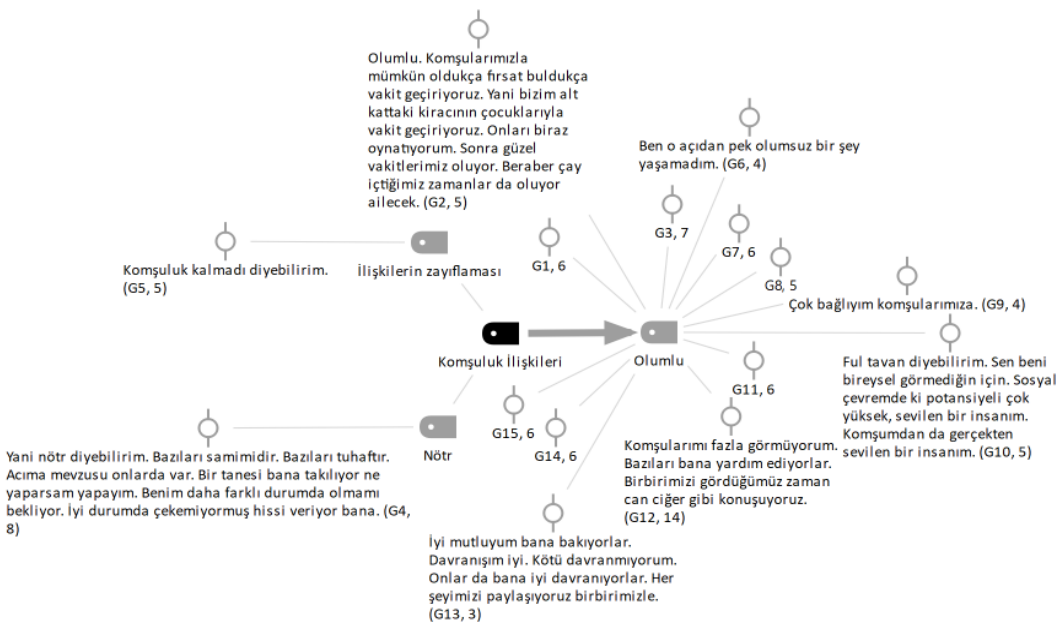 Olumlu. Komşularımızla
mümkün oldukça fırsat buldukça
vakit geçiriyoruz. Yani bizim alt
kattaki kiracının çocuklarıyla
vakit geçiriyoruz. Onları biraz
oynatıyorum. Sonra güzel
vakitlerimiz oluyor. Beraber çay
içtiğimiz zamanlar da oluyor
ailecek. (G2, 5)
Ben o açıdan pek olumsuz bir şey
yaşamadım. (G6, 4)
G3, 7
G7, 6
G1, 6
G8, 5
Komşuluk kalmadı diyebilirim.
(G5, 5)
İlişkilerin zayıflaması
Çok bağlıyım komşularımıza. (G9, 4)
Komşuluk İlişkileri
Olumlu
Ful tavan diyebilirim. Sen beni
bireysel görmediğin için. Sosyal
çevremde ki potansiyeli çok
yüksek, sevilen bir insanım.
Komşumdan da gerçekten
sevilen bir insanım. (G10, 5)
G11, 6
G15, 6
G14, 6
Nötr
Yani nötr diyebilirim. Bazıları samimidir. Bazıları tuhaftır.
Acıma mevzusu onlarda var. Bir tanesi bana takılıyor ne
yaparsam yapayım. Benim daha farklı durumda olmamı
bekliyor. İyi durumda çekemiyormuş hissi veriyor bana. (G4,
8)
Komşularımı fazla görmüyorum.
Bazıları bana yardım ediyorlar.
Birbirimizi gördüğümüz zaman
can ciğer gibi konuşuyoruz.
(G12, 14)
İyi mutluyum bana bakıyorlar.
Davranışım iyi. Kötü davranmıyorum.
Onlar da bana iyi davranıyorlar. Her
şeyimizi paylaşıyoruz birbirimizle.
(G13, 3)